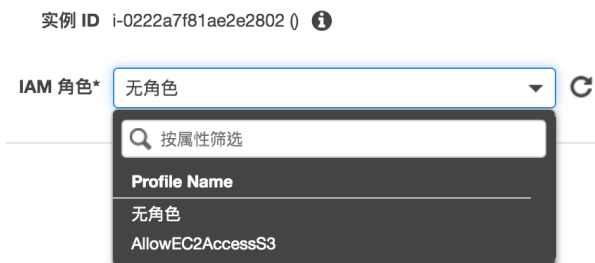 实例 ID i-0222a7f81ae2e2802 ()
IAM 角色* 无角色
按属性筛选
Profile Name
无角色
AllowEC2AccessS3